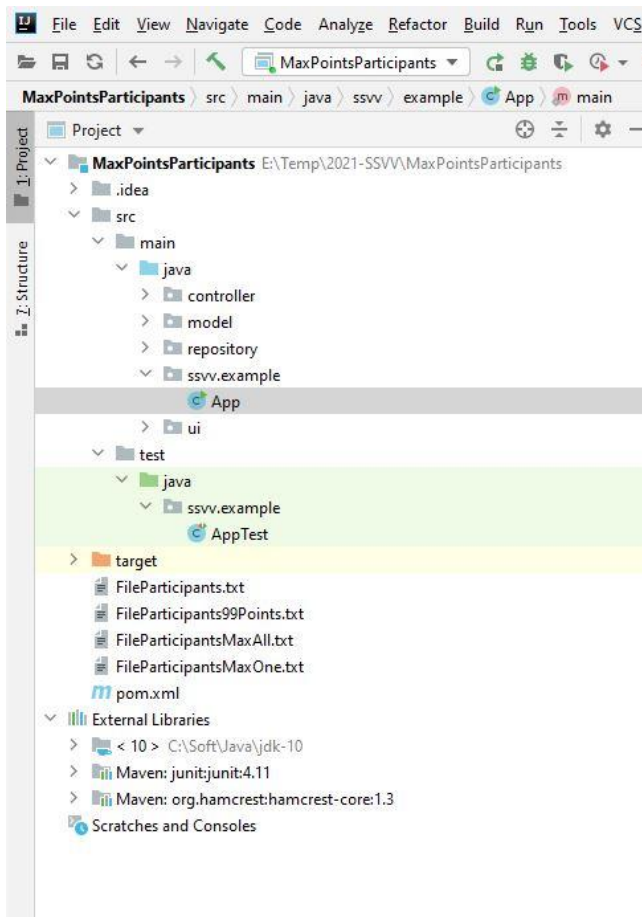 File Edit View Navigate Code Analyze Refactor Build Run Tools VCS
MaxPointsParticipants
MaxPointsParticipants src main java ssvv example App main
1: Project
Project
MaxPointsParticipants E:\Temp\2021-SSVV\MaxPointsParticipants
.idea
src
main
java
controller
model
repository
ssvv.example
App
ui
test
java
ssvv.example
AppTest
target
FileParticipants.txt
FileParticipants99Points.txt
FileParticipantsMaxAll.txt
FileParticipantsMaxOne.txt
pom.xml
External Libraries
< 10 > C:\Soft\Java\jdk-10
Maven: junit:junit:4.11
Maven: org.hamcrest:hamcrest-core:1.3
Scratches and Consoles
7: Structure